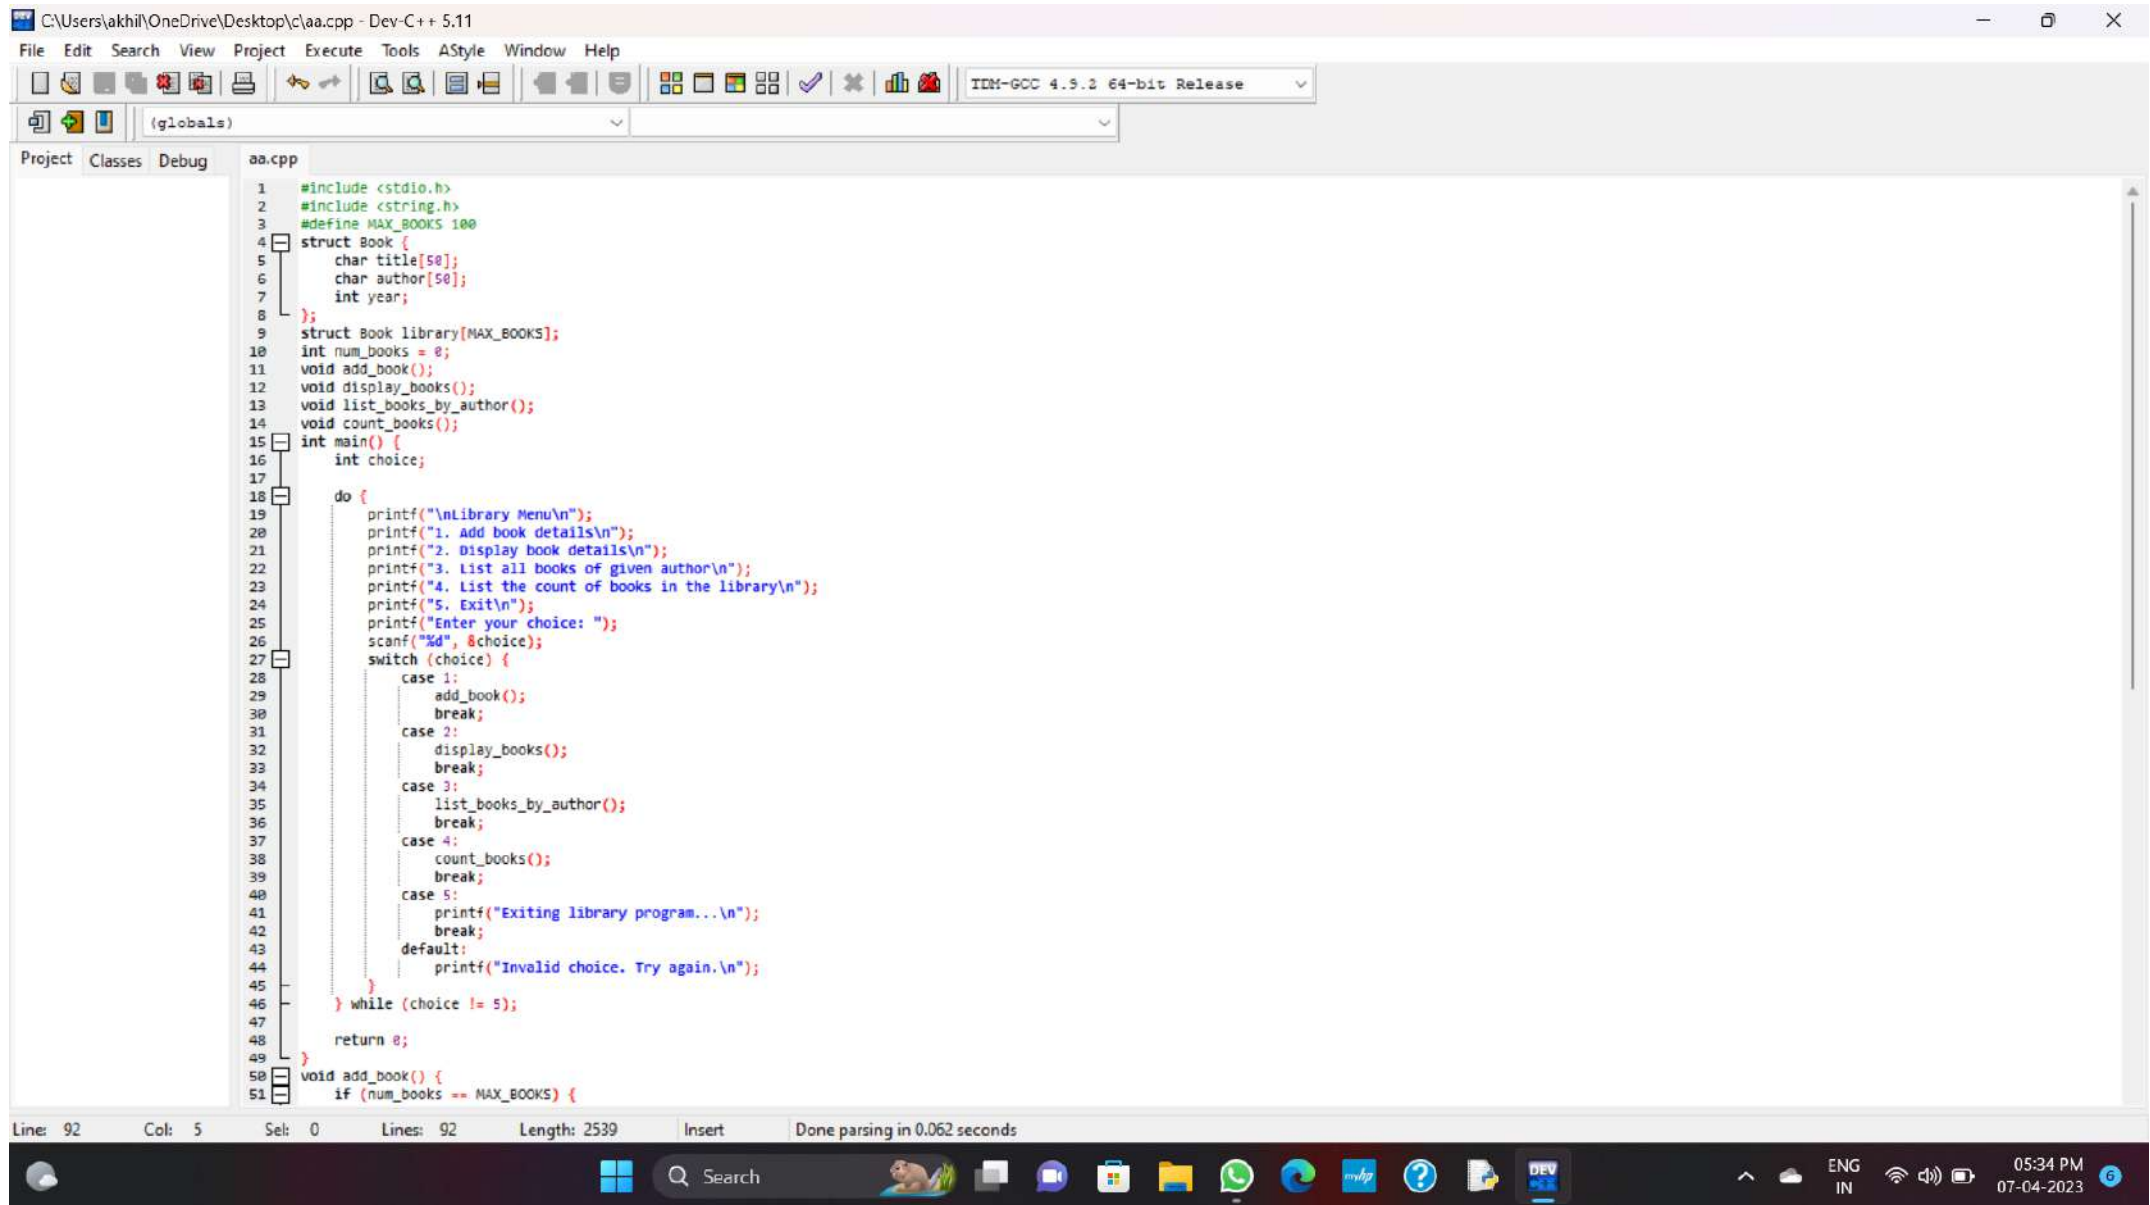 C:\Users\akhil\OneDrive\Desktop\c\aa.cpp - Dev-C++ 5.11
File Edit Search View Project Execute Tools AStyle Window Help
TDM-GCC 4.9.2 64-bit Release
(globals)
Project Classes Debug aa.cpp
1 #include <stdio.h>
2 #include <string.h>
3 #define MAX_BOOKS 100
4 struct Book {
5 char title[50];
6 char author[50];
7 int year;
8 };
9 struct Book library[MAX_BOOKS];
10 int num_books = 0;
11 void add_book();
12 void display_books();
13 void list_books_by_author();
14 void count_books();
15 int main() {
16 int choice;
17
18 do {
19 printf("\nLibrary Menu\n");
20 printf("1. Add book details\n");
21 printf("2. Display book details\n");
22 printf("3. List all books of given author\n");
23 printf("4. List the count of books in the library\n");
24 printf("5. Exit\n");
25 printf("Enter your choice: ");
26 scanf("%d", &choice);
27 switch (choice) {
28 case 1:
29 add_book();
30 break;
31 case 2:
32 display_books();
33 break;
34 case 3:
35 list_books_by_author();
36 break;
37 case 4:
38 count_books();
39 break;
40 case 5:
41 printf("Exiting library program...\n");
42 break;
43 default:
44 printf("Invalid choice. Try again.\n");
45 }
46 } while (choice != 5);
47
48 return 0;
49 }
50 void add_book() {
51 if (num_books == MAX_BOOKS) {
Line: 92 Col: 5 Sel: 0 Lines: 92 Length: 2539 Insert Done parsing in 0.062 seconds
Search myhp DEV ENG 05:34 PM 6
IN 07-04-2023